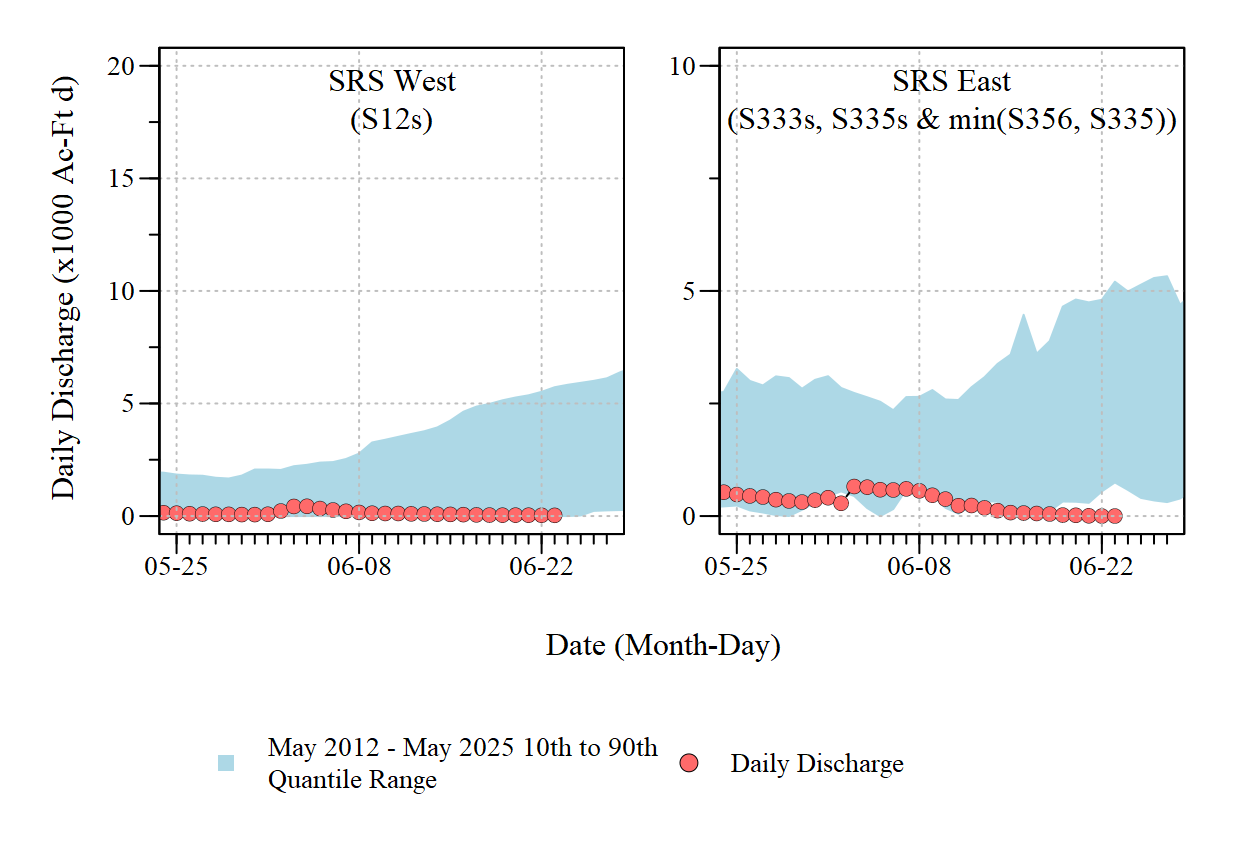 SRS West
(S12s)
SRS East
(S333s, S335s & min(S356, S335))
Daily Discharge (x1000 Ac-Ft d)
20
15
10
5
0
10
5
0
05-25
06-08
06-22
05-25
06-08
06-22
Date (Month-Day)
May 2012 - May 2025 10th to 90th
Quantile Range
Daily Discharge